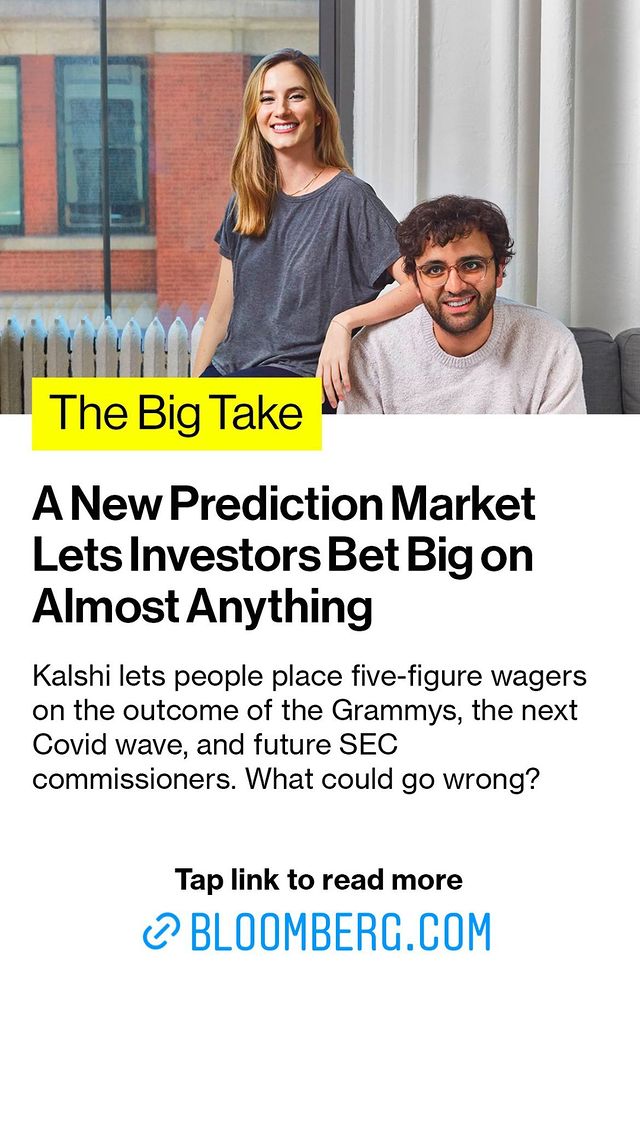 The Big Take
A New Prediction Market
Lets Investors Bet Big on
Almost Anything
Kalshi lets people place five-figure wagers
on the outcome of the Grammys, the next
Covid wave, and future SEC
commissioners. What could go wrong?
Tap link to read more
BLOOMBERG.COM